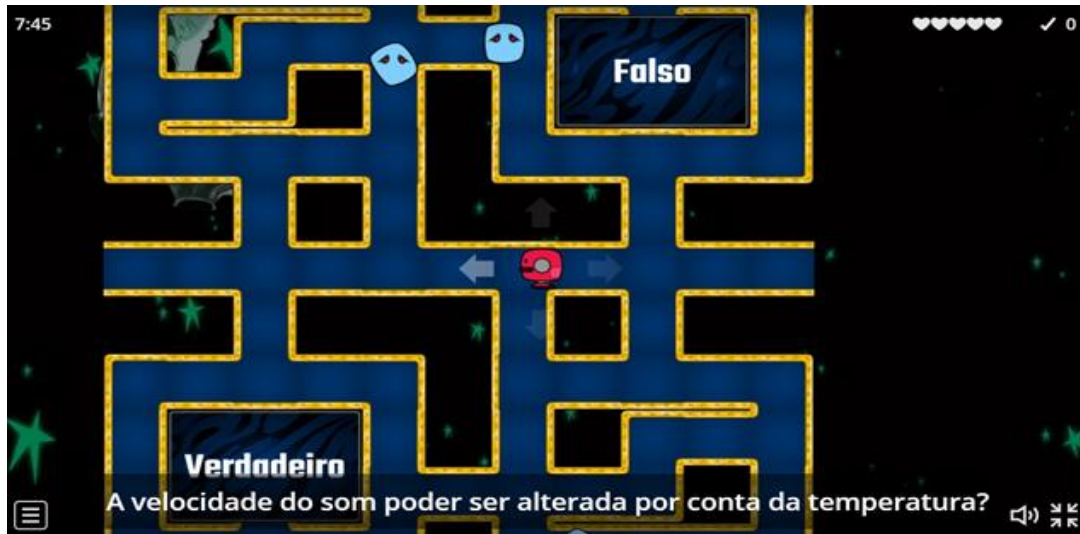 7:45
0
Falso
Verdadeiro
A velocidade do som poder ser alterada por conta da temperatura?